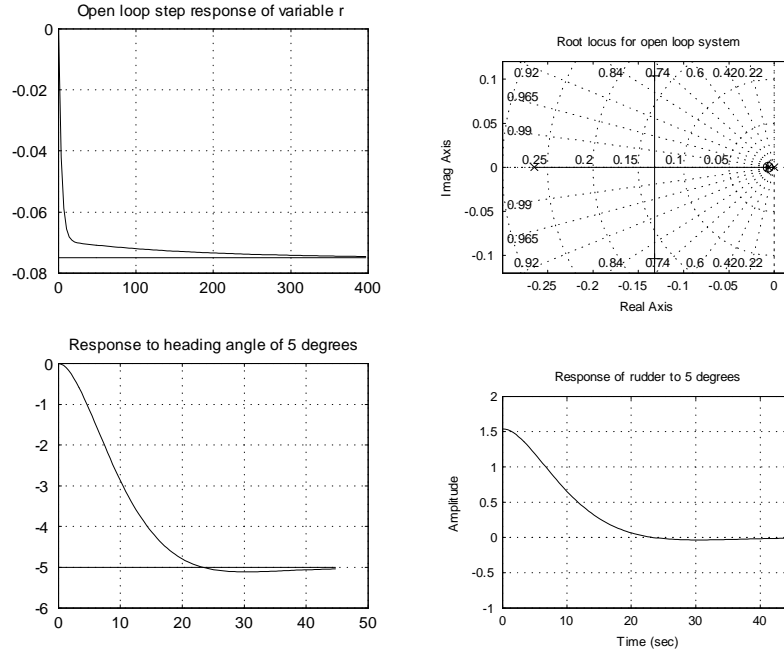 Open loop step response of variable r
0
-0.02
-0.04
-0.06
-0.08
0 100 200 300 400
Root locus for open loop system
0.1
0.05
0
-0.05
-0.1
Imag Axis
0.92 0.84 0.74 0.6 0.42 0.22
0.965
0.99
0.25 0.2 0.15 0.1 0.05
0.99
0.965
0.92 0.84 0.74 0.6 0.42 0.22
-0.25 -0.2 -0.15 -0.1 -0.05 0
Real Axis
Response to heading angle of 5 degrees
0
-1
-2
-3
-4
-5
-6
0 10 20 30 40 50
Response of rudder to 5 degrees
2
1.5
1
0.5
0
-0.5
-1
Amplitude
0 10 20 30 40
Time (sec)